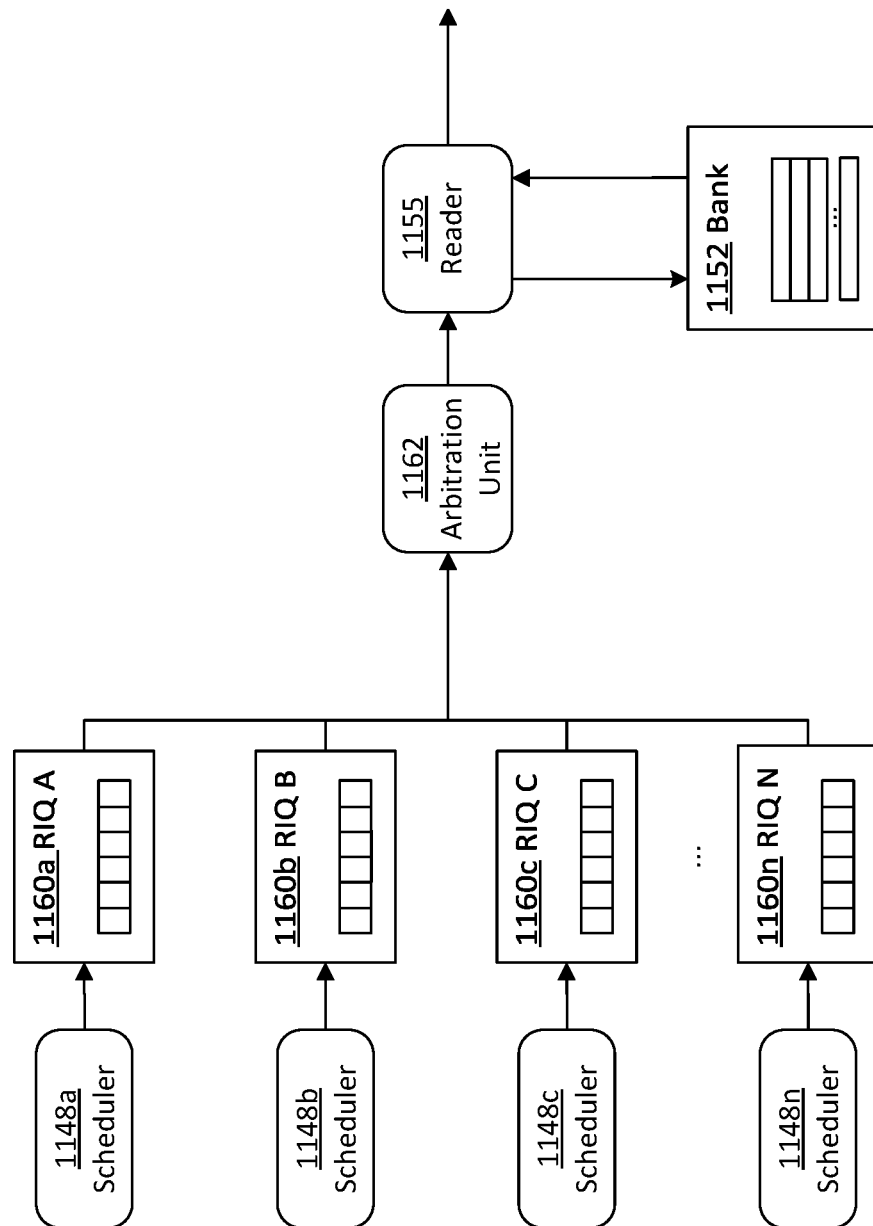 1148a
Scheduler
1160a RIQ A
1148b
Scheduler
1160b RIQ B
1148c
Scheduler
1160c RIQ C
...
1148n
Scheduler
1160n RIQ N
1162
Arbitration
Unit
1155
Reader
1152 Bank
...